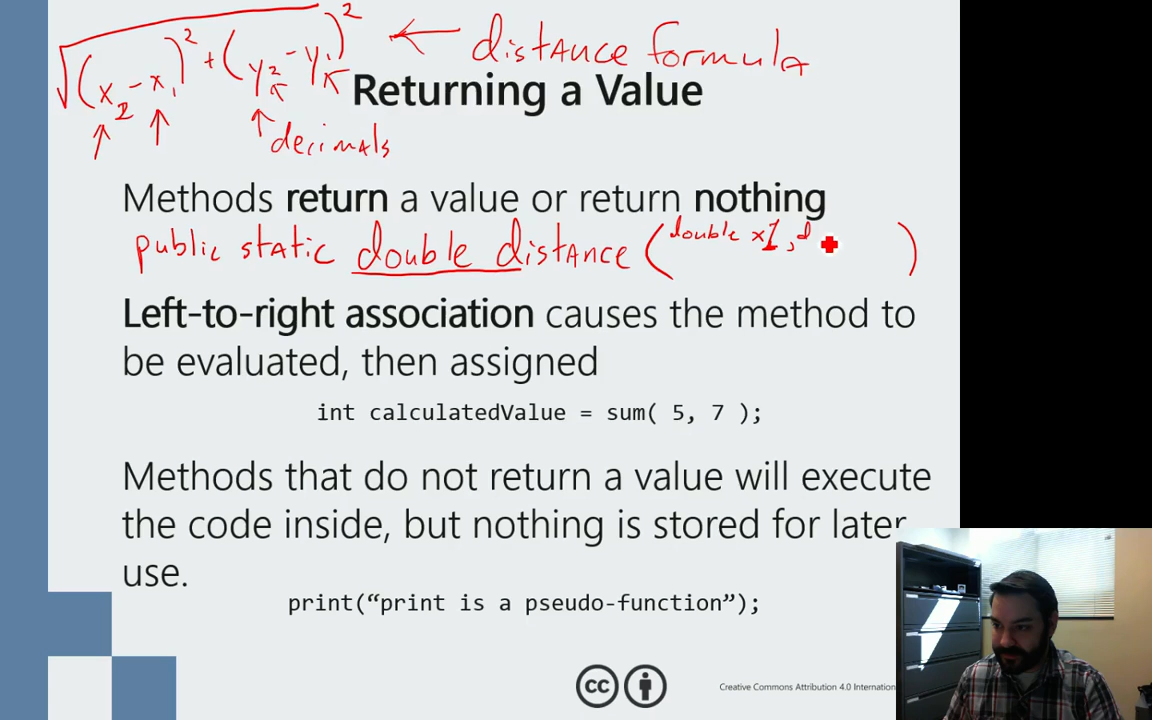 √(x₂ - x₁)² + (y₂ - y₁)² ← distance formula
Returning a Value
decimals
Methods return a value or return nothing
public static double distance (double x1, d )
Left-to-right association causes the method to
be evaluated, then assigned
int calculatedValue = sum( 5, 7 );
Methods that do not return a value will execute
the code inside, but nothing is stored for later
use.
print(“print is a pseudo-function”);
cc
Creative Commons Attribution 4.0 Internation